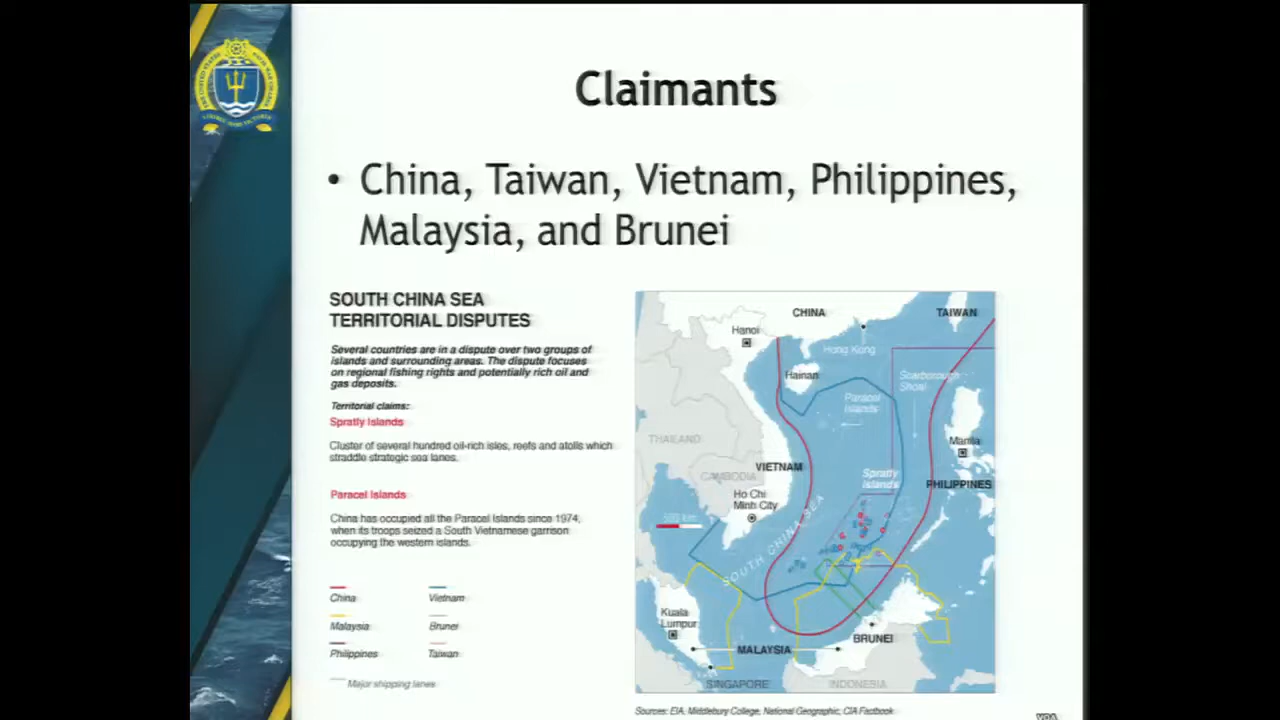 Claimants
• China, Taiwan, Vietnam, Philippines,
Malaysia, and Brunei
SOUTH CHINA SEA
TERRITORIAL DISPUTES
Several countries are in a dispute over two groups of
islands and surrounding areas. The dispute focuses
on regional fishing rights and potentially rich oil and
gas deposits.
Territorial claims:
Spratly Islands
Cluster of several hundred oil-rich isles, reefs and atolls which
straddle strategic sea lanes.
Paracel Islands
China has occupied all the Paracel Islands since 1974,
when its troops seized a South Vietnamese garrison
occupying the western islands.
China
Vietnam
Malaysia
Brunei
Philippines
Taiwan
Major shipping lanes
CHINA
TAIWAN
Hanoi
Hong Kong
Hainan
Scarborough
Shoal
Paracel
Islands
THAILAND
Manila
VIETNAM
CAMBODIA
Spratly
Islands
PHILIPPINES
Ho Chi
Minh City
500 km
SOUTH CHINA SEA
Kuala
Lumpur
BRUNEI
MALAYSIA
SINGAPORE
INDONESIA
Sources: EIA, Middlebury College, National Geographic, CIA Factbook
VOA